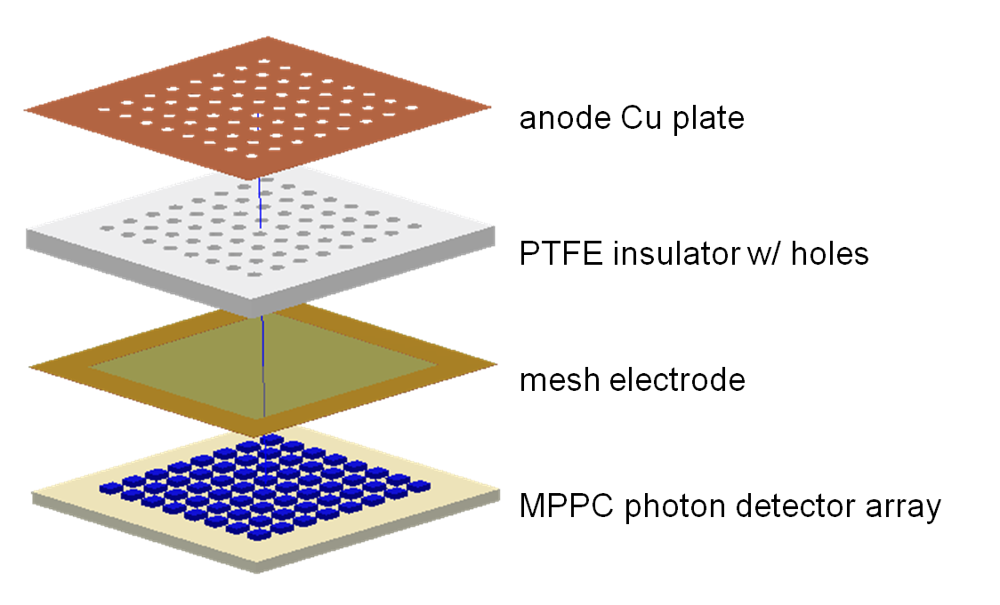 anode Cu plate
PTFE insulator w/ holes
mesh electrode
MPPC photon detector array